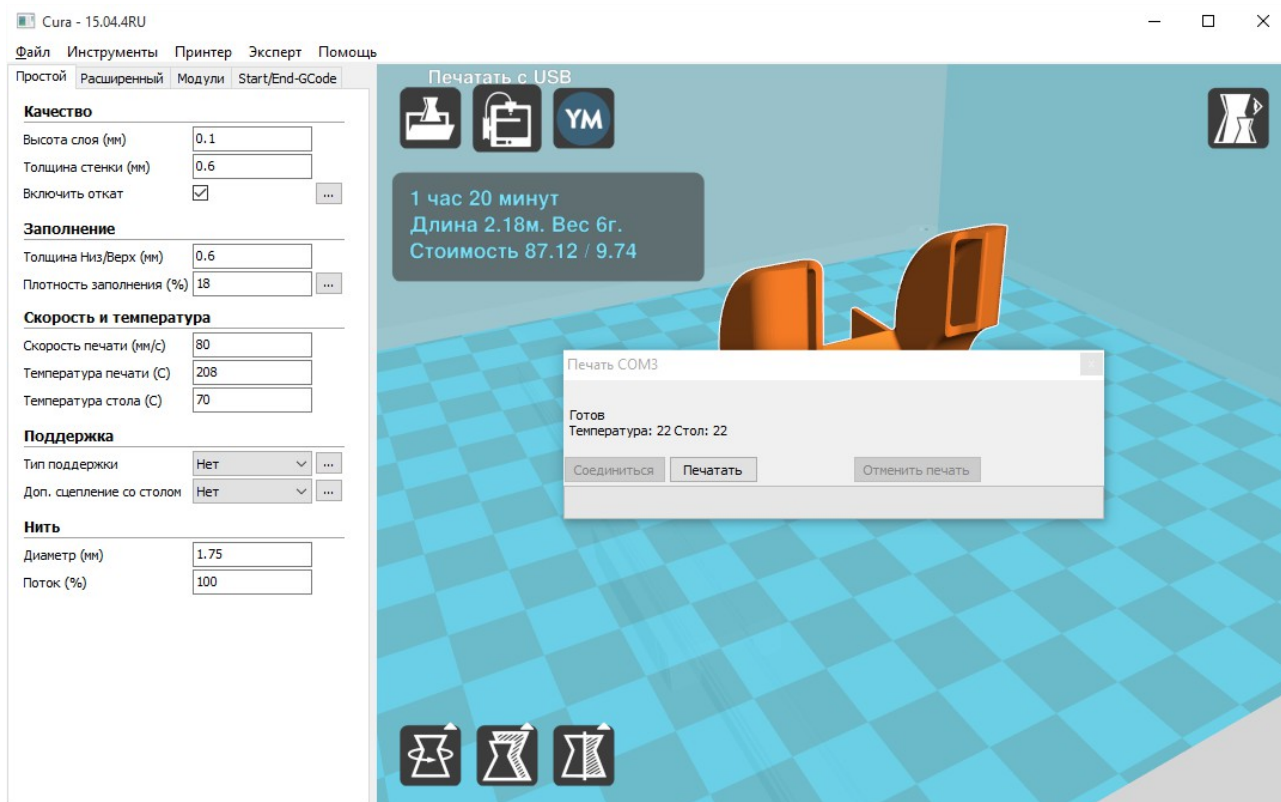 Cura - 15.04.4RU
Файл Инструменты Принтер Эксперт Помощь
Простой Расширенный Модули Start/End-GCode
Качество
Высота слоя (мм) 0.1
Толщина стенки (мм) 0.6
Включить откат ...
Заполнение
Толщина Низ/Верх (мм) 0.6
Плотность заполнения (%) 18 ...
Скорость и температура
Скорость печати (мм/с) 80
Температура печати (C) 208
Температура стола (C) 70
Поддержка
Тип поддержки Нет ...
Доп. сцепление со столом Нет ...
Нить
Диаметр (мм) 1.75
Поток (%) 100
Печатать с USB
YM
1 час 20 минут
Длина 2.18м. Вес 6г.
Стоимость 87.12 / 9.74
Печать COM3
x
Готов
Температура: 22 Стол: 22
Соединиться Печатать Отменить печать